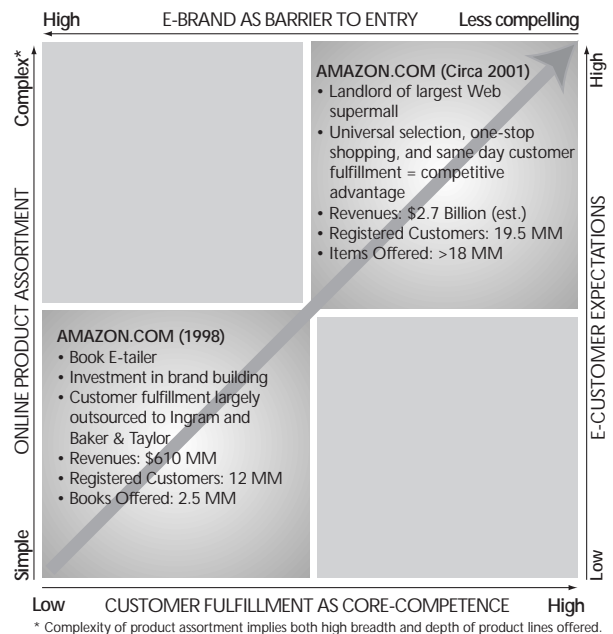 High E-BRAND AS BARRIER TO ENTRY Less compelling
Complex*
ONLINE PRODUCT ASSORTMENT
Simple
AMAZON.COM (Circa 2001)
• Landlord of largest Web
supermall
• Universal selection, one-stop
shopping, and same day customer
fulfillment = competitive
advantage
• Revenues: $2.7 Billion (est.)
• Registered Customers: 19.5 MM
• Items Offered: >18 MM
AMAZON.COM (1998)
• Book E-tailer
• Investment in brand building
• Customer fulfillment largely
outsourced to Ingram and
Baker & Taylor
• Revenues: $610 MM
• Registered Customers: 12 MM
• Books Offered: 2.5 MM
High
E-CUSTOMER EXPECTATIONS
Low
Low CUSTOMER FULFILLMENT AS CORE-COMPETENCE High
* Complexity of product assortment implies both high breadth and depth of product lines offered.